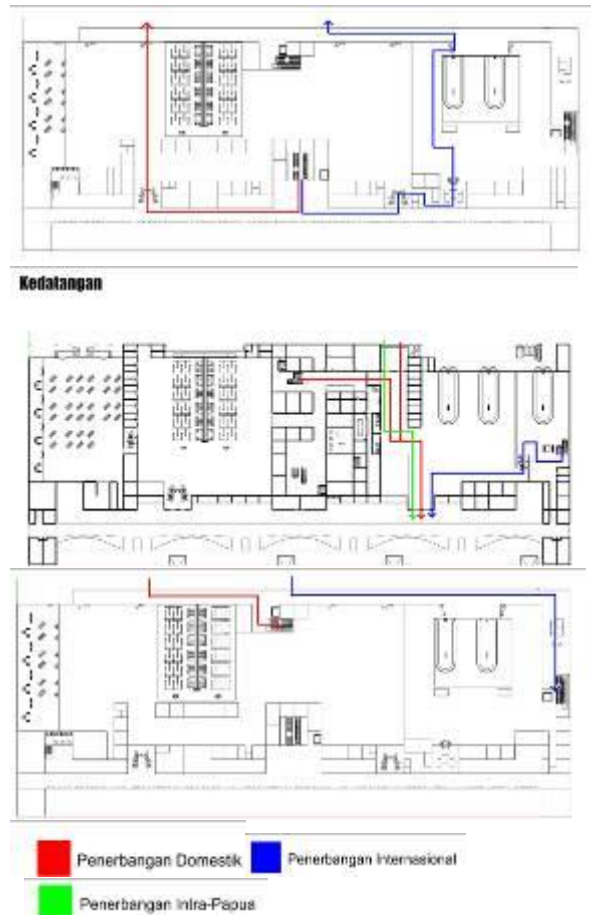 Kedatangan
Penerbangan Domestik
Penerbangan Internasional
Penerbangan Intra-Papua